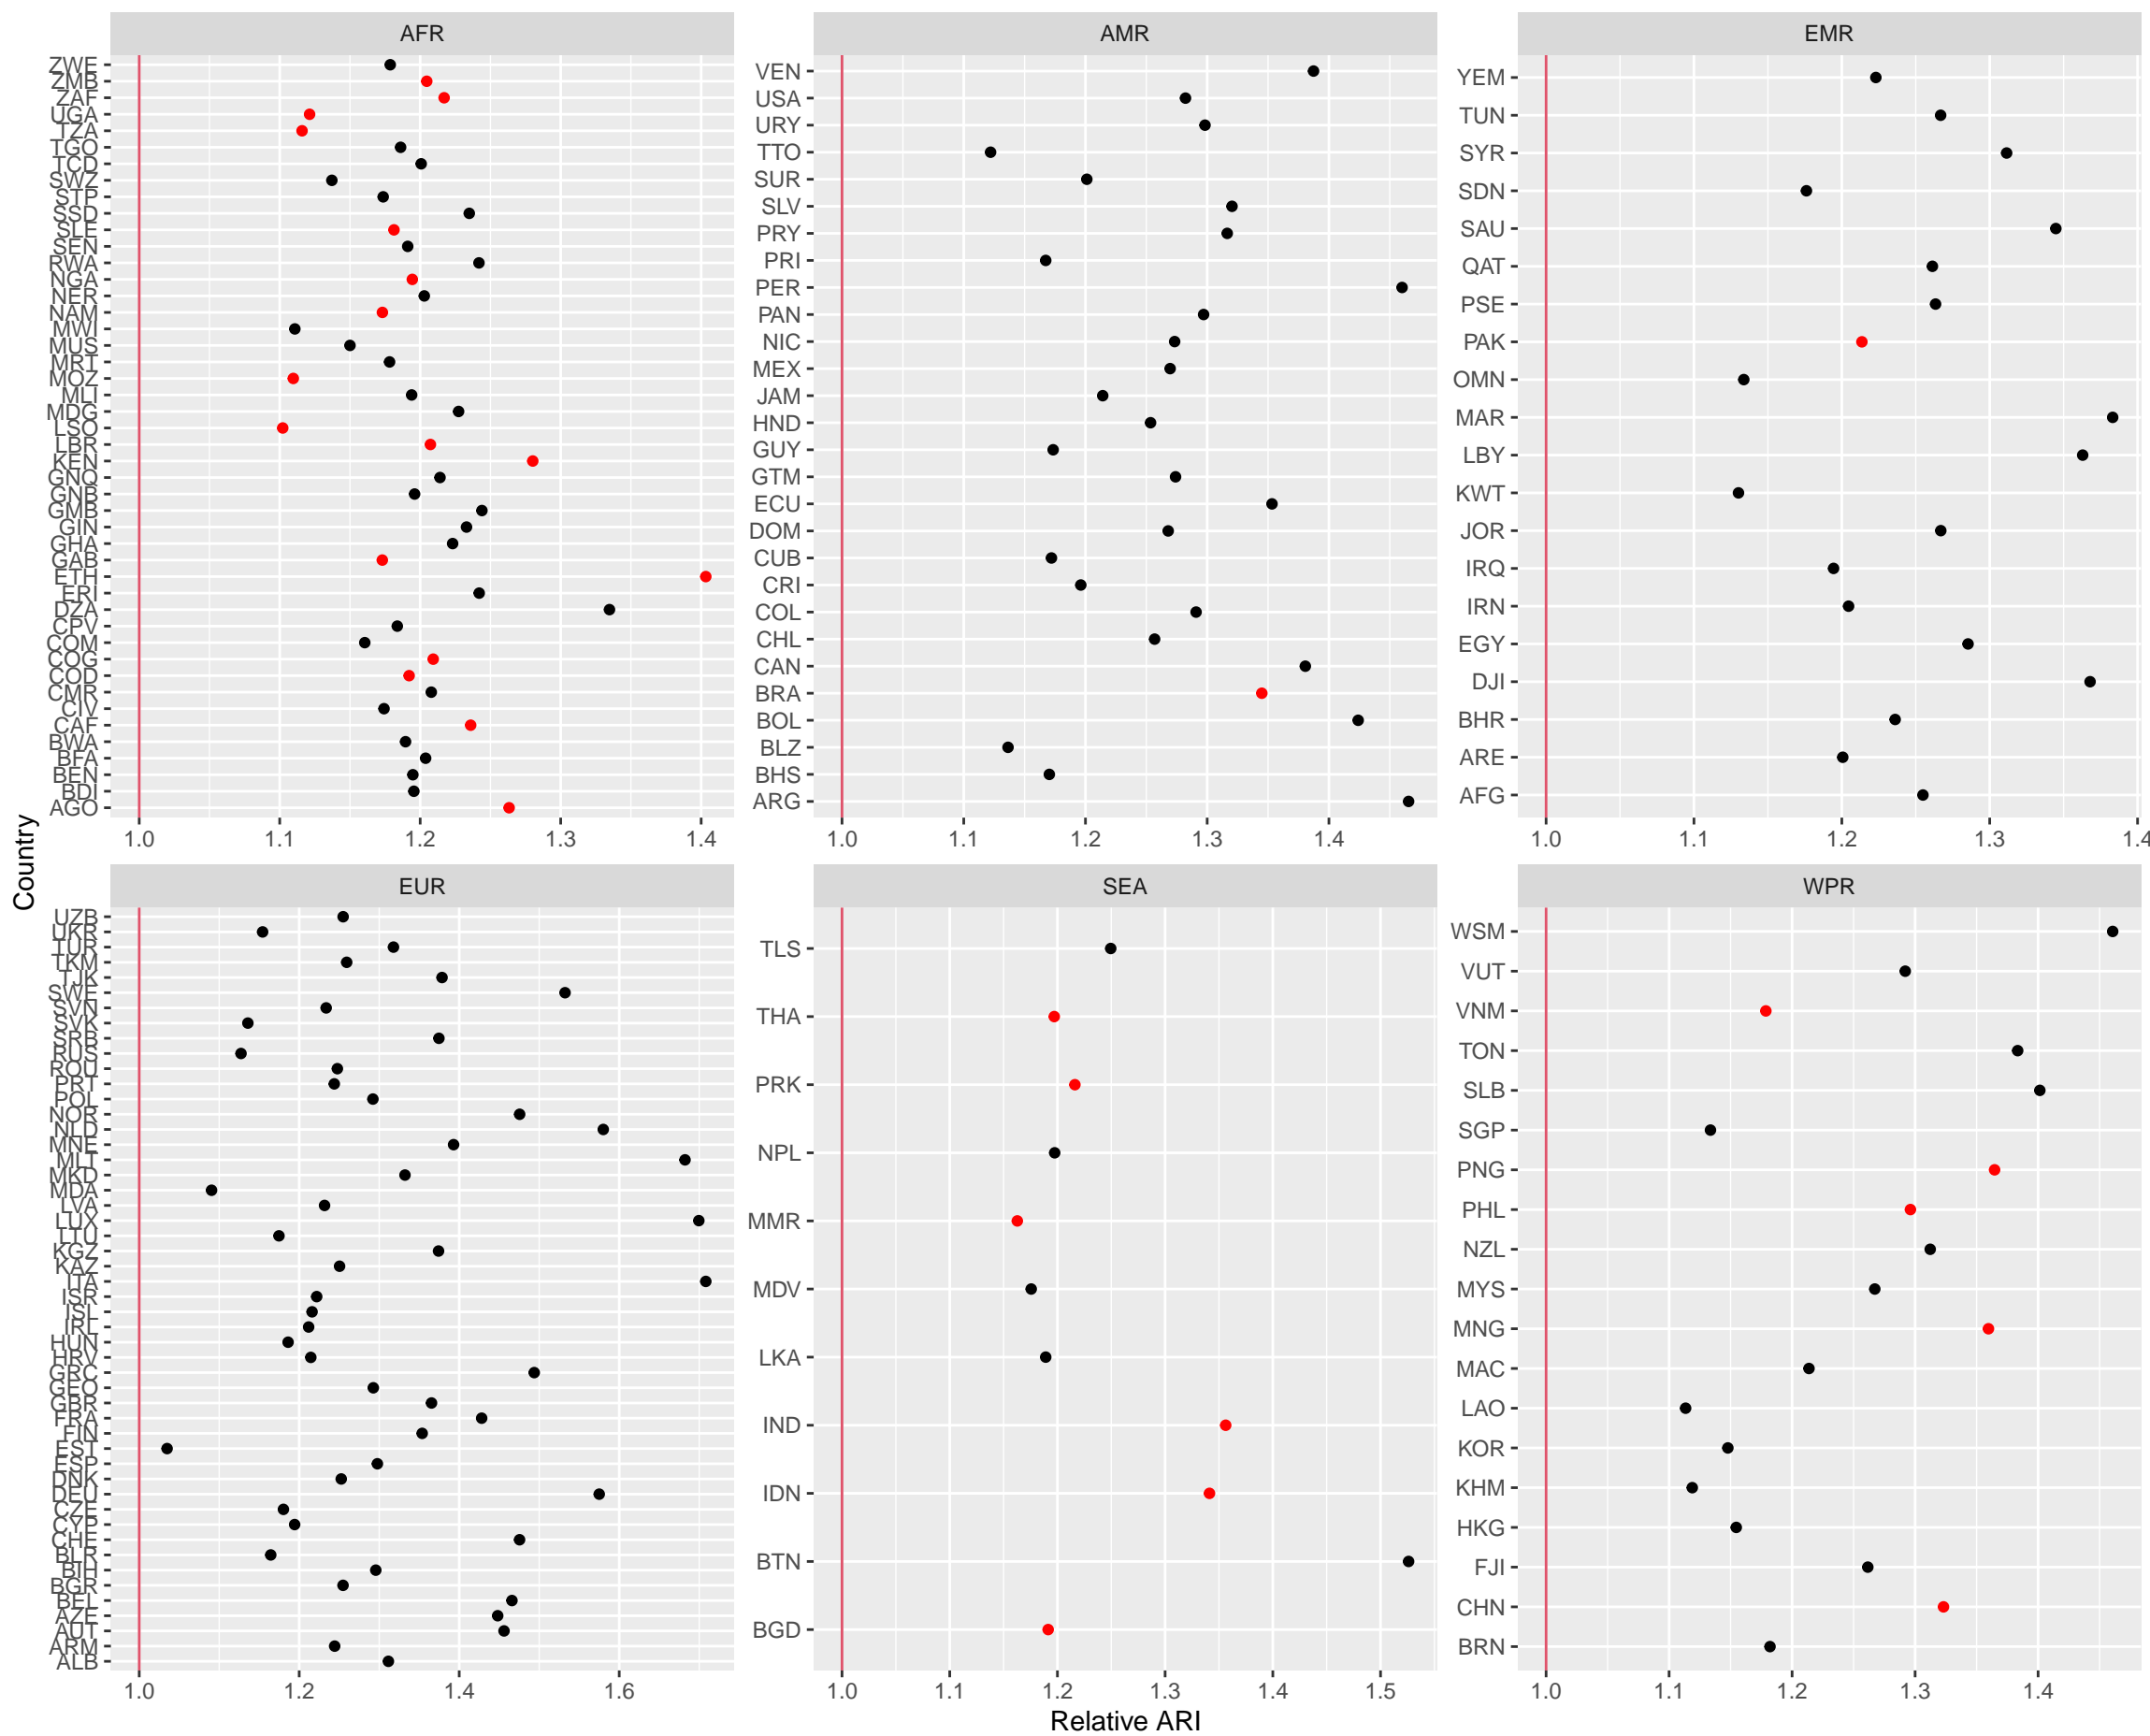 AFR
ZWE
ZMB
ZAF
UGA
TZA
TGO
TCD
SWZ
STP
SSD
SLE
SEN
RWA
NGA
NER
NAM
MWI
MUS
MRT
MOZ
MLI
MDG
LSO
LBR
KEN
GNQ
GNB
GMB
GIN
GHA
GAB
ETH
ERI
DZA
CPV
COM
COG
COD
CMR
CIV
CAF
BWA
BFA
BEN
BDI
AGO
1.0 1.1 1.2 1.3 1.4
AMR
VEN
USA
URY
TTO
SUR
SLV
PRY
PRI
PER
PAN
NIC
MEX
JAM
HND
GUY
GTM
ECU
DOM
CUB
CRI
COL
CHL
CAN
BRA
BOL
BLZ
BHS
ARG
1.0 1.1 1.2 1.3 1.4
EMR
YEM
TUN
SYR
SDN
SAU
QAT
PSE
PAK
OMN
MAR
LBY
KWT
JOR
IRQ
IRN
EGY
DJI
BHR
ARE
AFG
1.0 1.1 1.2 1.3 1.4
Country
EUR
UZB
UKR
TUR
TKM
TJK
SWE
SVN
SVK
SRB
RUS
ROU
PRT
POL
NOR
NLD
MNE
MLT
MKD
MDA
LVA
LUX
LTU
KGZ
KAZ
ITA
ISR
ISL
IRL
HUN
HRV
GRC
GEO
GBR
FRA
FIN
EST
ESP
DNK
DEU
CZE
CYP
CHE
BLR
BIH
BGR
BEL
AZE
AUT
ARM
ALB
1.0 1.2 1.4 1.6
SEA
TLS
THA
PRK
NPL
MMR
MDV
LKA
IND
IDN
BTN
BGD
1.0 1.1 1.2 1.3 1.4 1.5
WPR
WSM
VUT
VNM
TON
SLB
SGP
PNG
PHL
NZL
MYS
MNG
MAC
LAO
KOR
KHM
HKG
FJI
CHN
BRN
1.0 1.1 1.2 1.3 1.4
Relative ARI